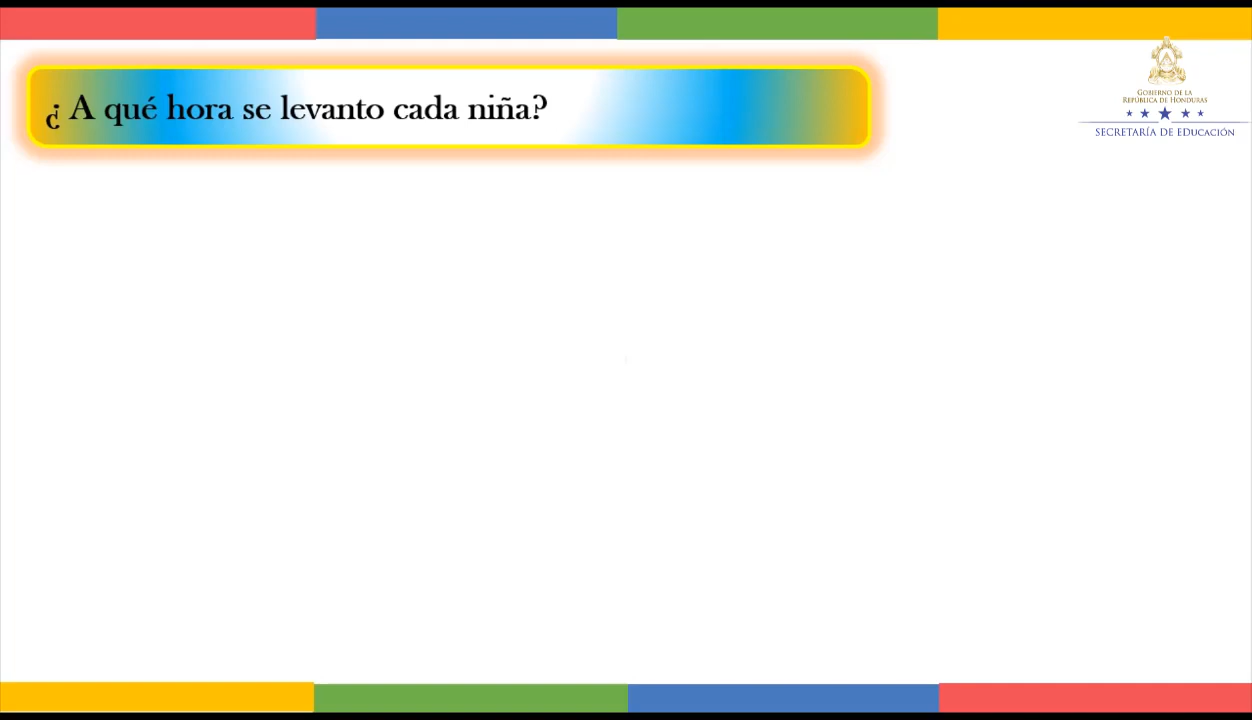 ¿ A qué hora se levanto cada niña?
GOBIERNO DE LA
REPÚBLICA DE HONDURAS
SECRETARÍA DE EDUCACIÓN